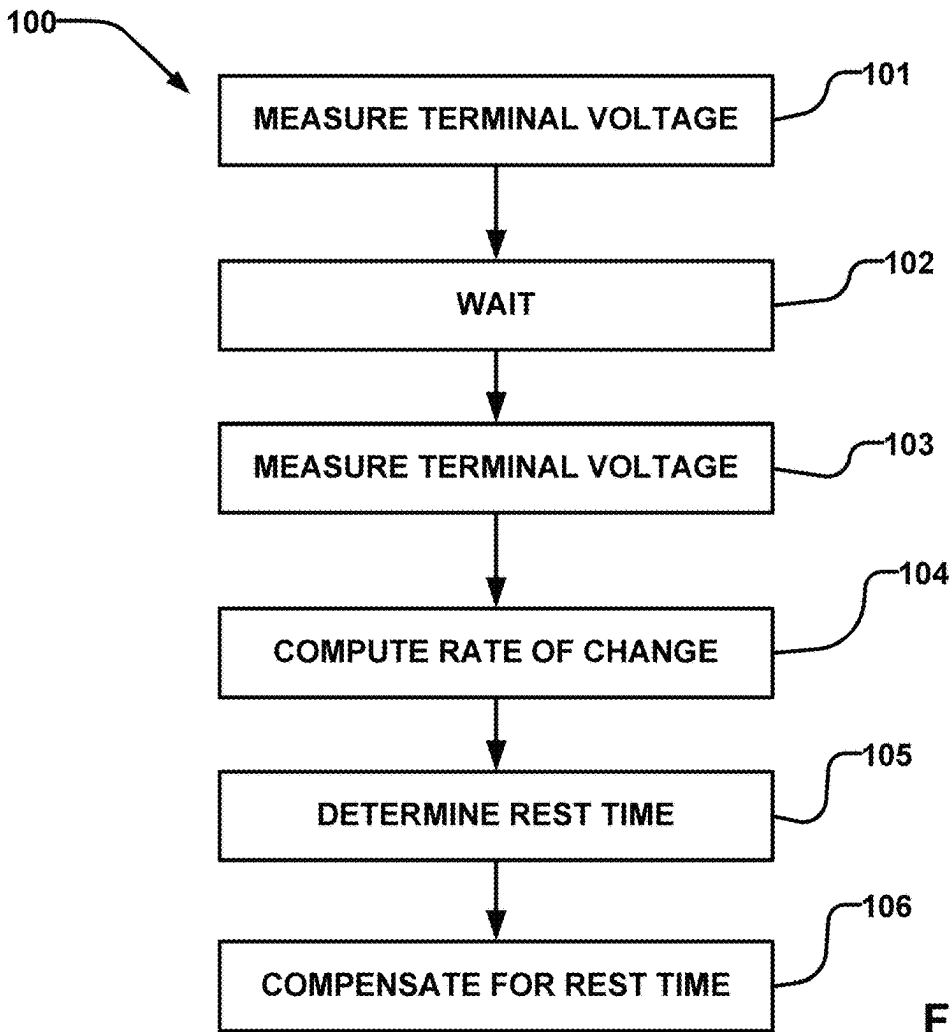 100
101
MEASURE TERMINAL VOLTAGE
102
WAIT
103
MEASURE TERMINAL VOLTAGE
104
COMPUTE RATE OF CHANGE
105
DETERMINE REST TIME
106
COMPENSATE FOR REST TIME